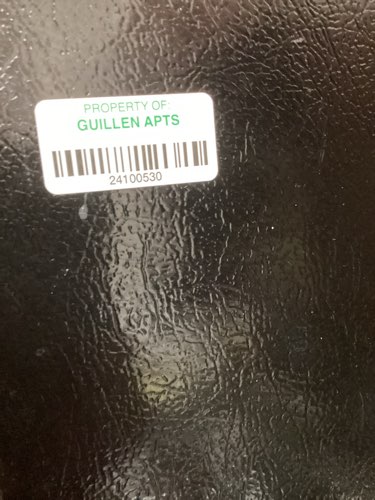 PROPERTY OF:
GUILLEN APTS
24100530